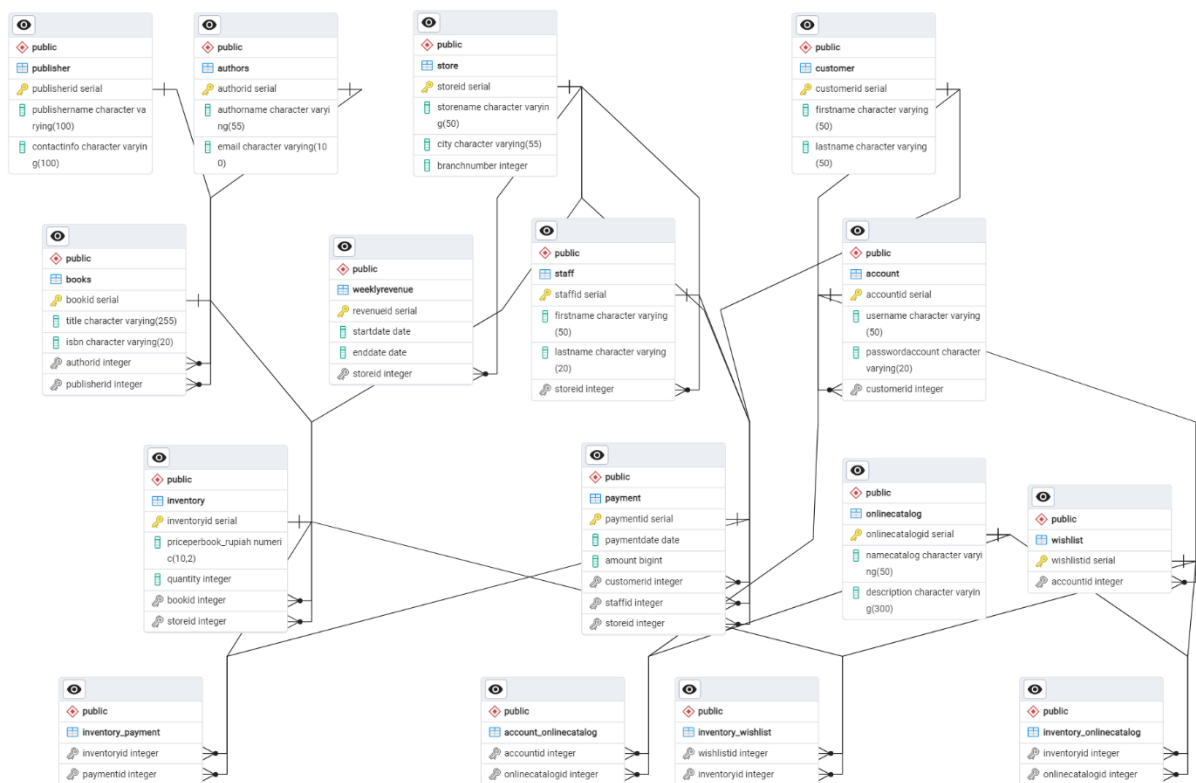 public
publisher
publisherid serial
publishername character va
rying(100)
contactinfo character varyin
g(100)
public
authors
authorid serial
authorname character varyi
ng(55)
email character varying(10
0)
public
store
storeid serial
storename character varyin
g(50)
city character varying(55)
branchnumber integer
public
customer
customerid serial
firstname character varying
(50)
lastname character varying
(50)
public
books
bookid serial
title character varying(255)
isbn character varying(20)
authorid integer
publisherid integer
public
weeklyrevenue
revenueid serial
startdate date
enddate date
storeid integer
public
staff
staffid serial
firstname character varying
(50)
lastname character varying
(20)
storeid integer
public
account
accountid serial
username character varying
(50)
passwordaccount character
varying(20)
customerid integer
public
inventory
inventoryid serial
priceperbook_rupiah numeri
c(10,2)
quantity integer
bookid integer
storeid integer
public
payment
paymentid serial
paymentdate date
amount bigint
customerid integer
staffid integer
storeid integer
public
onlinecatalog
onlinecatalogid serial
namecatalog character varyi
ng(50)
description character varyin
g(300)
public
wishlist
wishlistid serial
accountid integer
public
inventory_payment
inventoryid integer
paymentid integer
public
account_onlinecatalog
accountid integer
onlinecatalogid integer
public
inventory_wishlist
wishlistid integer
inventoryid integer
public
inventory_onlinecatalog
inventoryid integer
onlinecatalogid integer